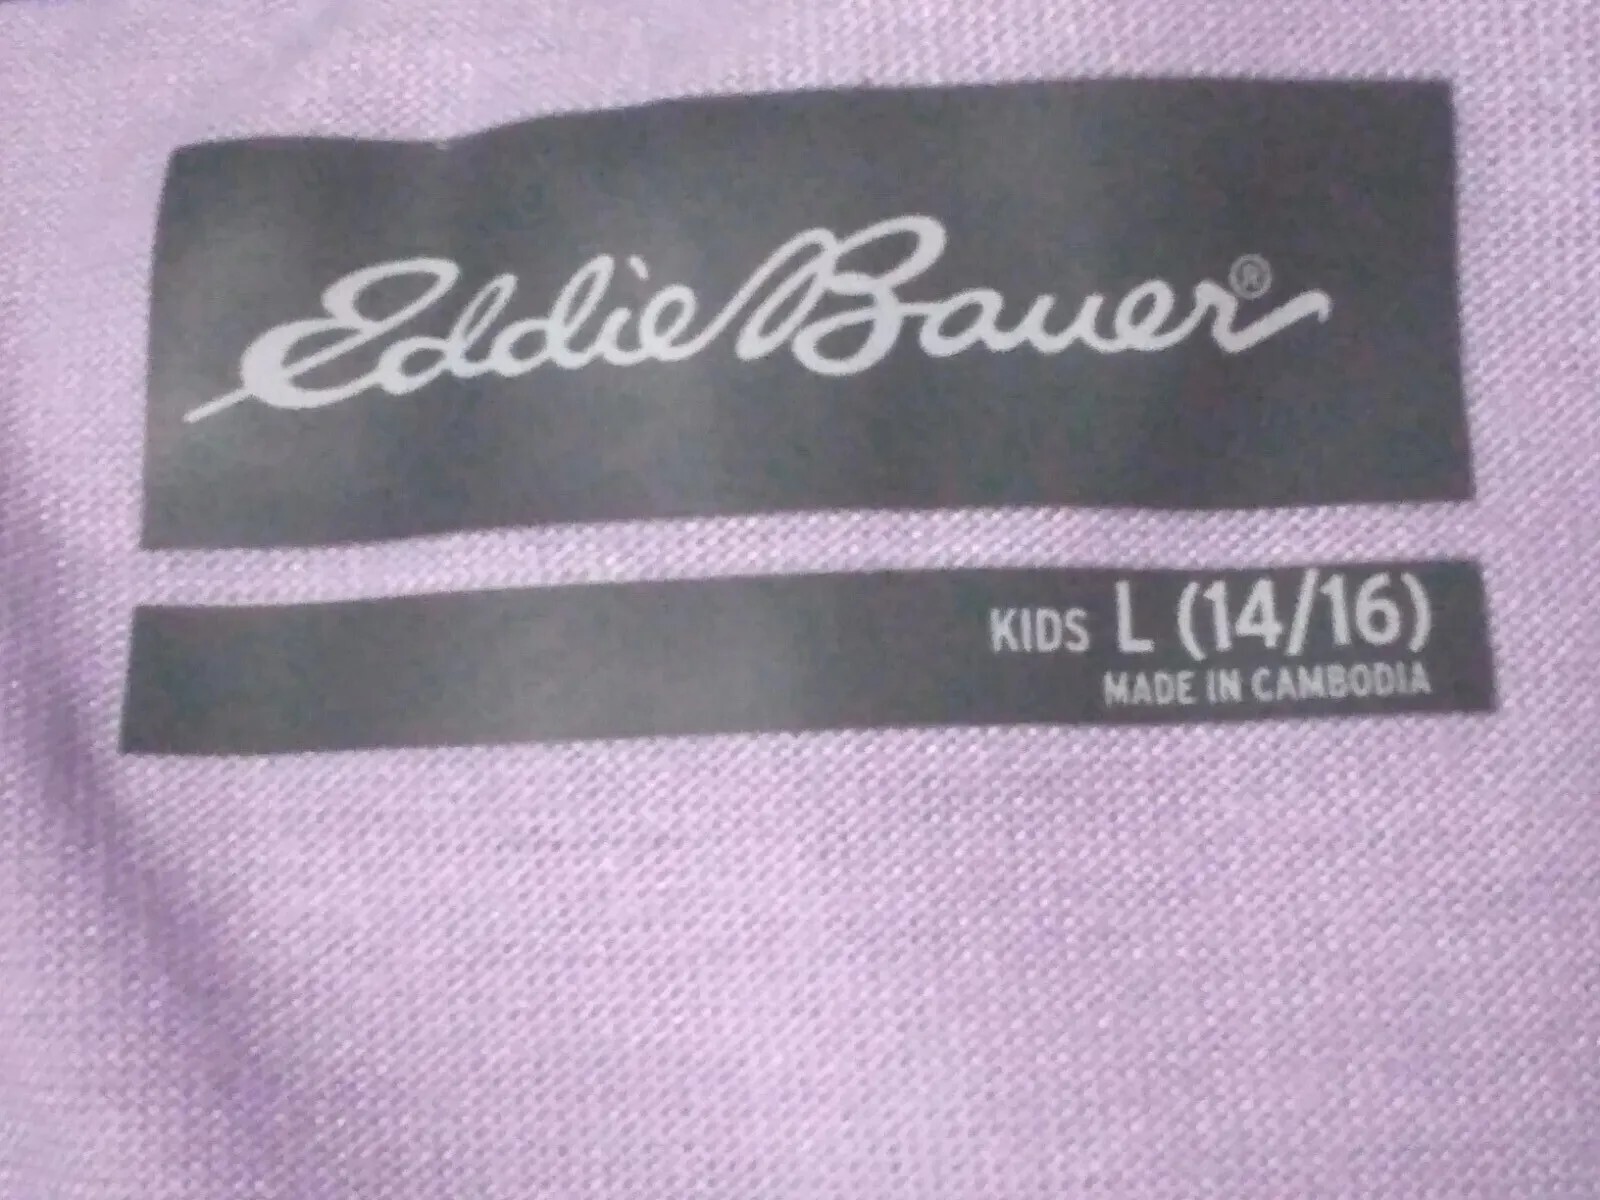 Eddie Bauer®
KIDS L (14/16)
MADE IN CAMBODIA